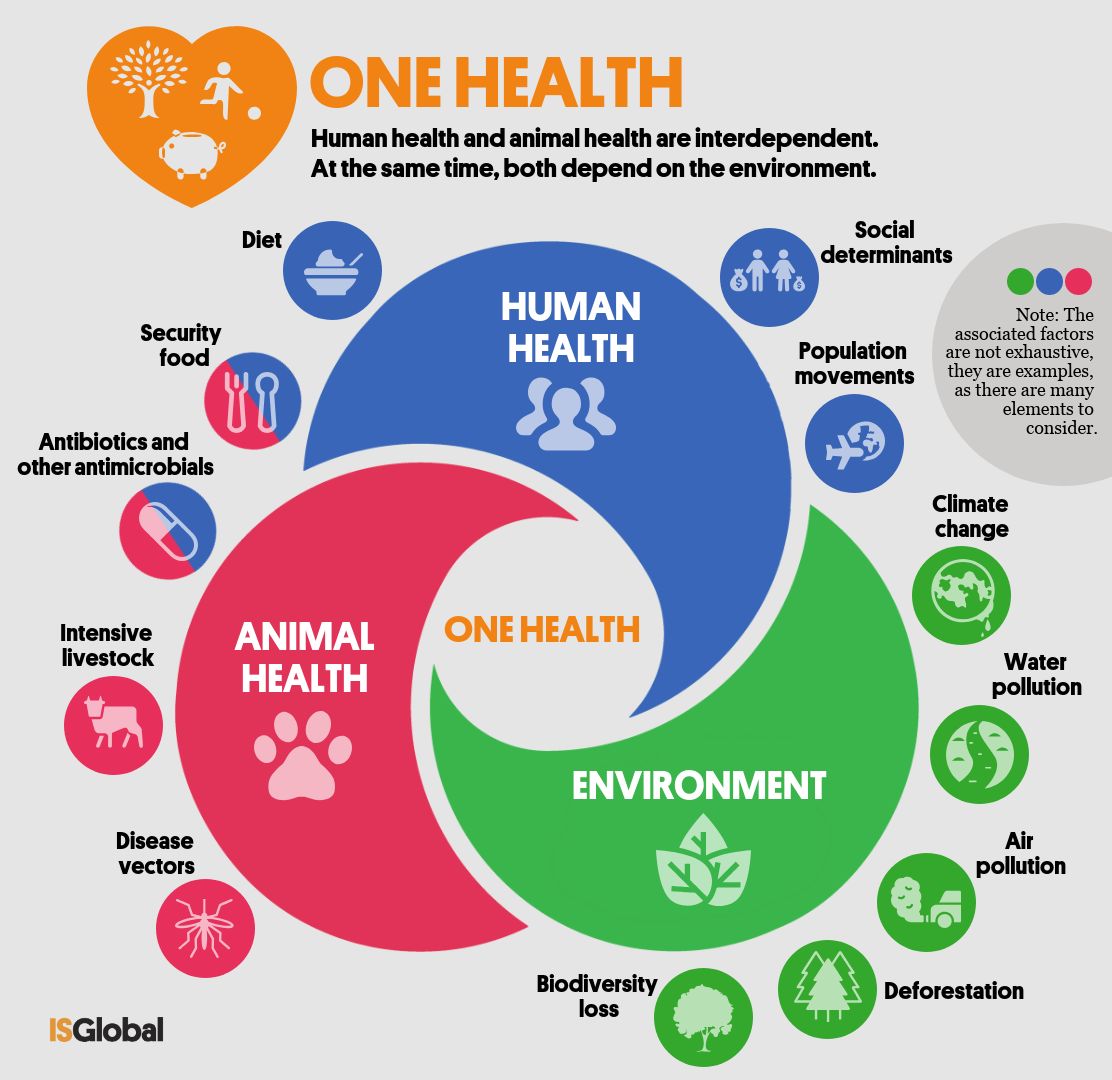 ONE HEALTH
Human health and animal health are interdependent.
At the same time, both depend on the environment.
Diet
Social
determinants
Security
food
Population
movements
Note: The
associated factors
are not exhaustive,
they are examples,
as there are many
elements to
consider.
HUMAN
HEALTH
Antibiotics and
other antimicrobials
Climate
change
Intensive
livestock
ANIMAL
HEALTH
ONE HEALTH
Water
pollution
ENVIRONMENT
Disease
vectors
Air
pollution
Biodiversity
loss
Deforestation
ISGlobal